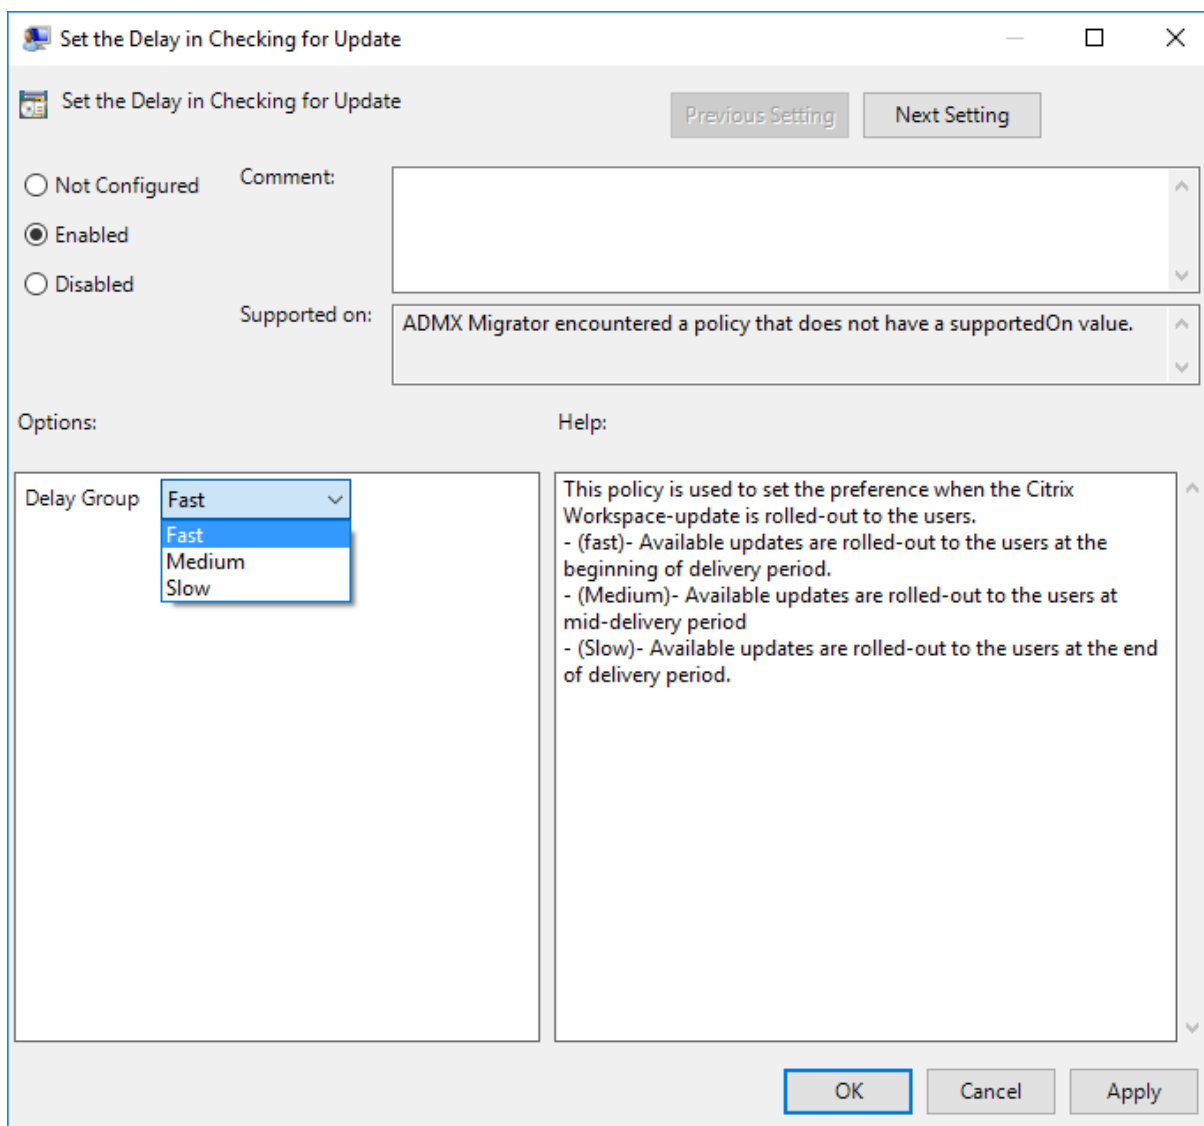 Set the Delay in Checking for Update
Set the Delay in Checking for Update
Previous Setting
Next Setting
Not Configured
Enabled
Disabled
Comment:
Supported on:
ADMX Migrator encountered a policy that does not have a supportedOn value.
Options:
Help:
Delay Group
Fast
Fast
Medium
Slow
This policy is used to set the preference when the Citrix
Workspace-update is rolled-out to the users.
- (fast)- Available updates are rolled-out to the users at the
beginning of delivery period.
- (Medium)- Available updates are rolled-out to the users at
mid-delivery period
- (Slow)- Available updates are rolled-out to the users at the end
of delivery period.
OK
Cancel
Apply